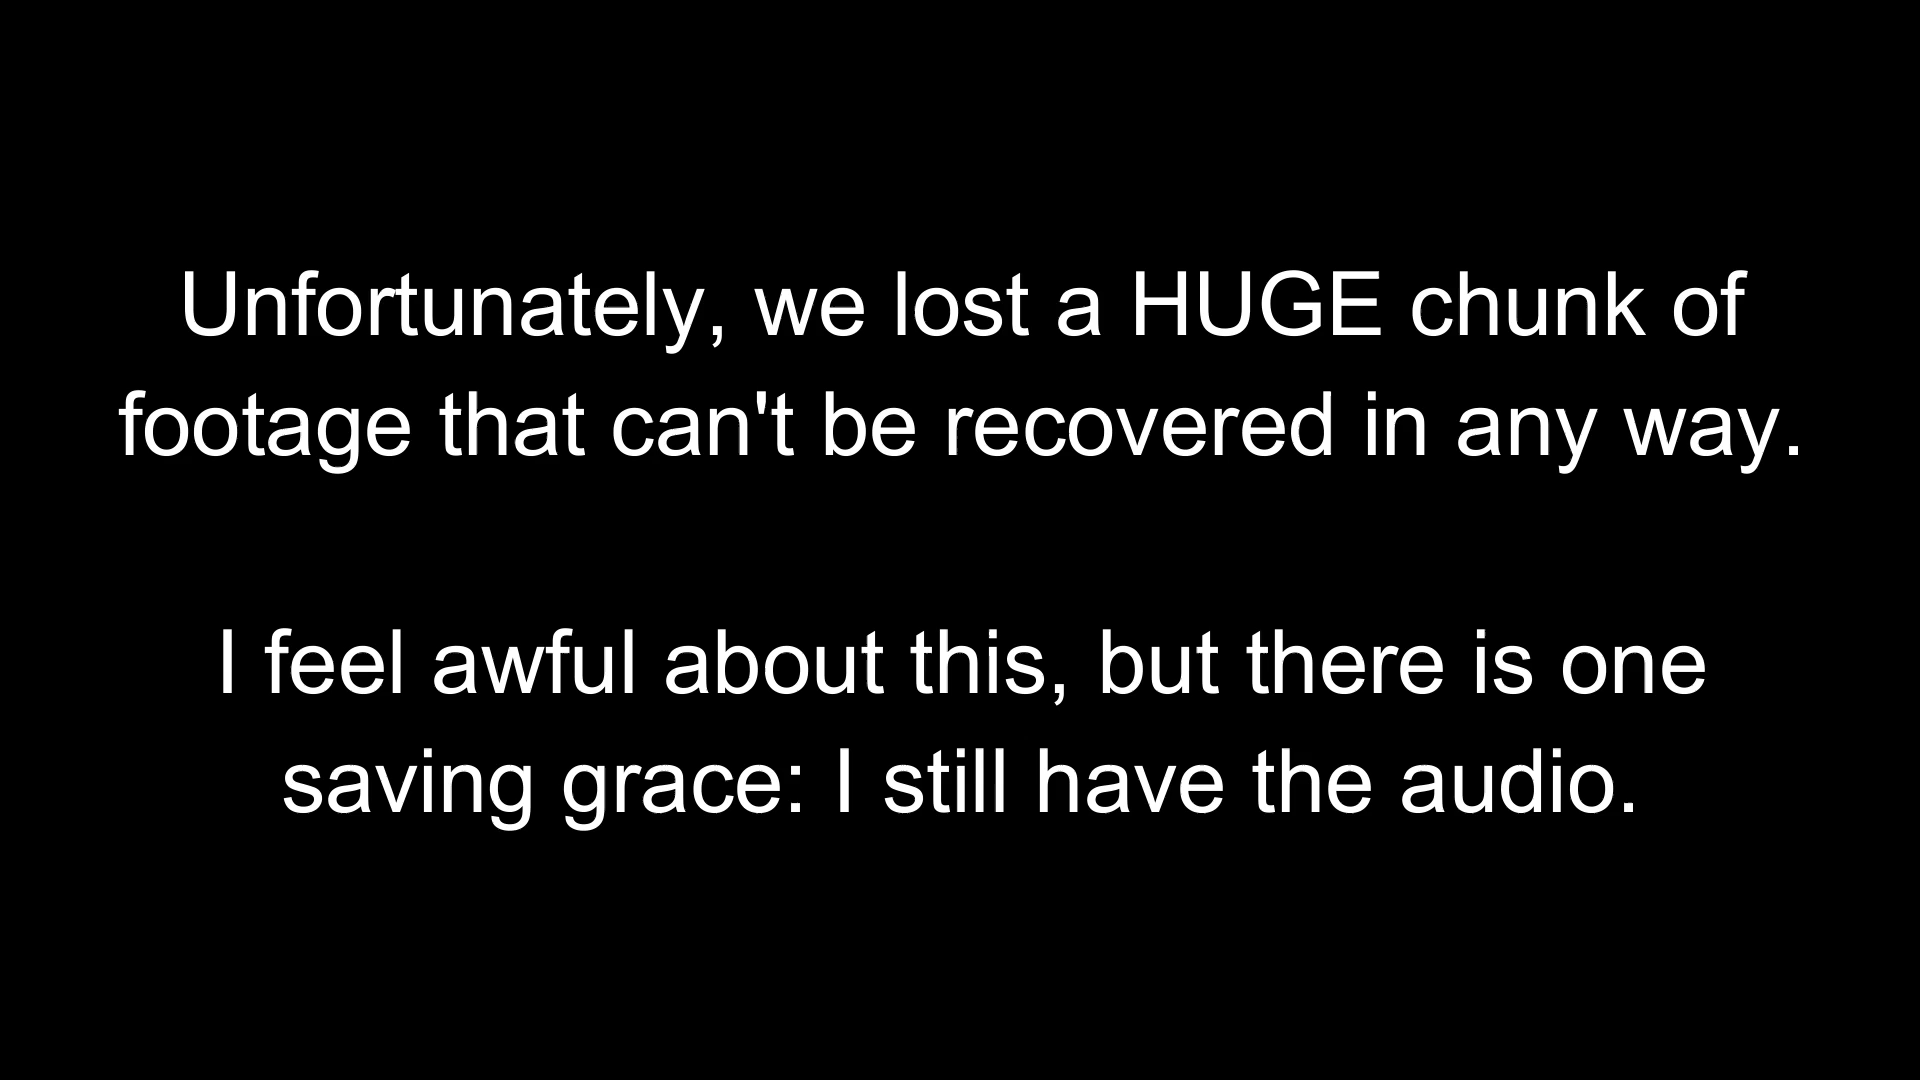 Unfortunately, we lost a HUGE chunk of
footage that can't be recovered in any way.
I feel awful about this, but there is one
saving grace: I still have the audio.